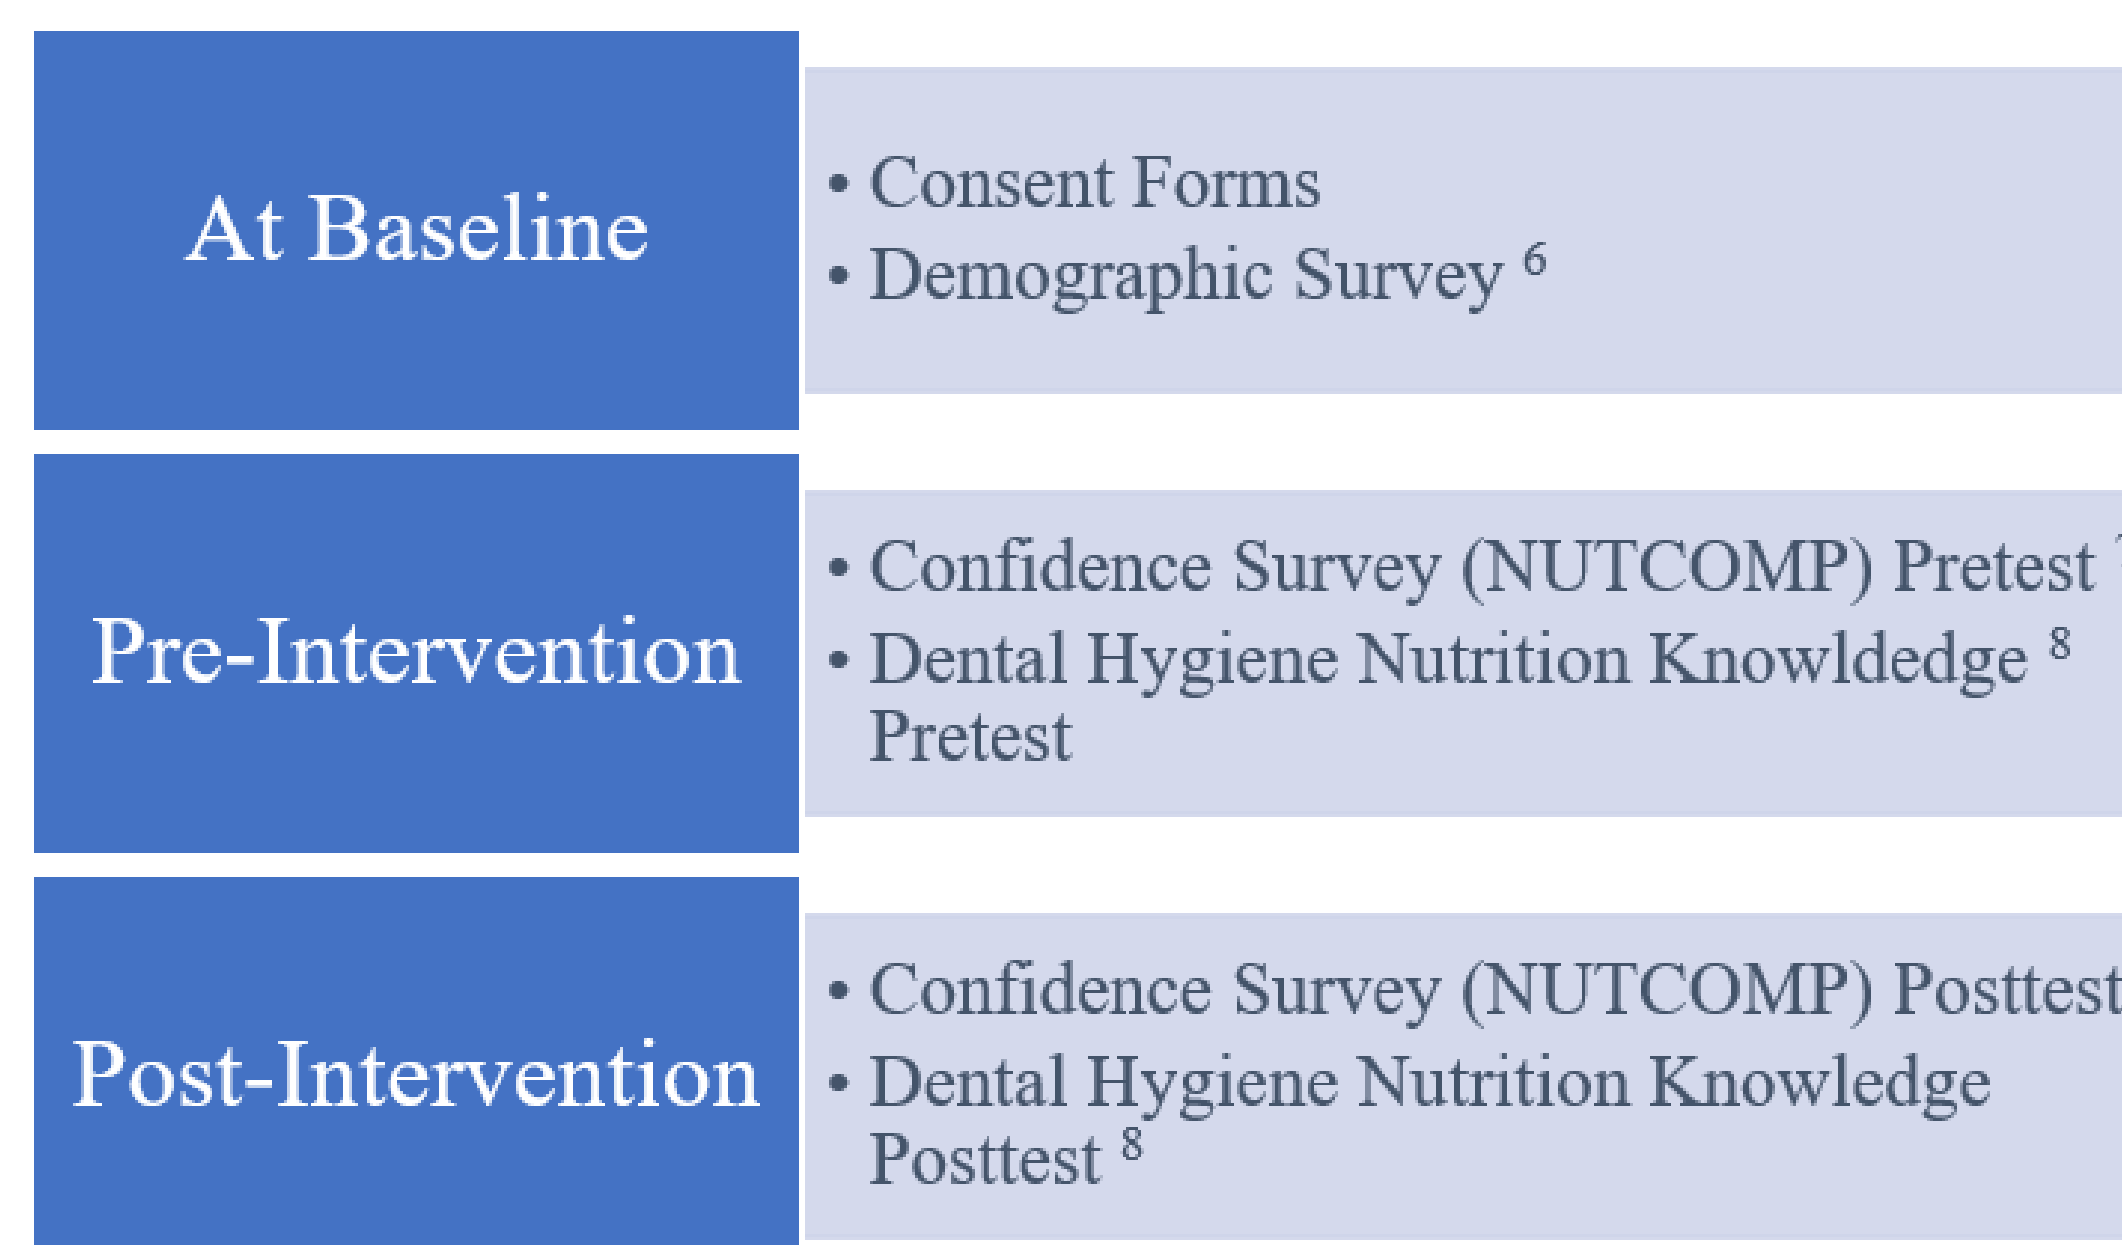 At Baseline
• Consent Forms
• Demographic Survey ⁶
Pre-Intervention
• Confidence Survey (NUTCOMP) Pretest
• Dental Hygiene Nutrition Knowldedge ⁸
Pretest
Post-Intervention
• Confidence Survey (NUTCOMP) Posttest
• Dental Hygiene Nutrition Knowledge
Posttest ⁸